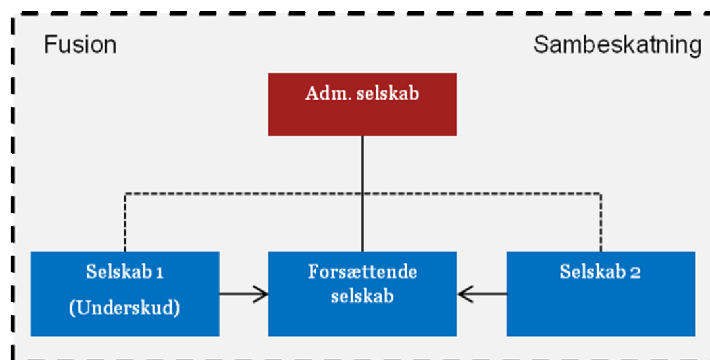 Fusion
Sambeskatning
Adm. selskab
Selskab 1
(Underskud)
Forsættende
selskab
Selskab 2